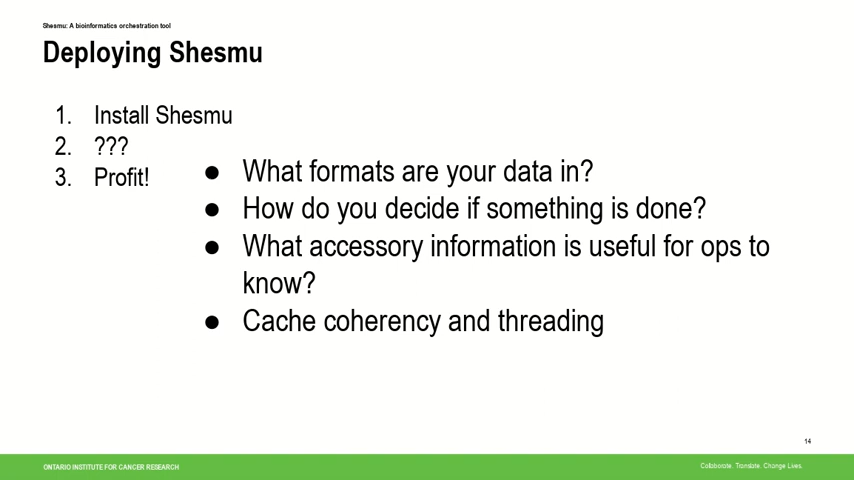 Shesmu: A bioinformatics orchestration tool
Deploying Shesmu
1. Install Shesmu
2. ???
3. Profit!
● What formats are your data in?
● How do you decide if something is done?
● What accessory information is useful for ops to
know?
● Cache coherency and threading
14
ONTARIO INSTITUTE FOR CANCER RESEARCH
Collaborate. Translate. Change Lives.